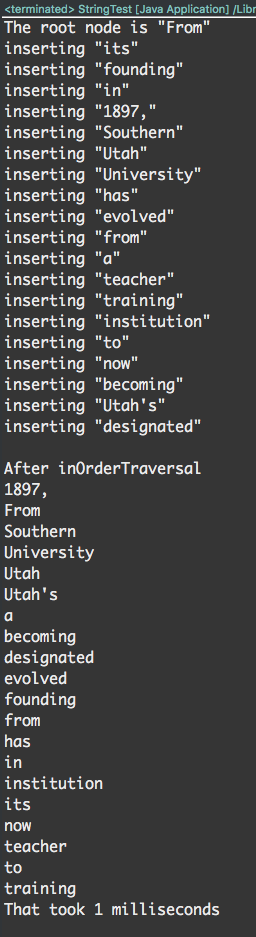 <terminated> StringTest [Java Application] /Libr
The root node is "From"
inserting "its"
inserting "founding"
inserting "in"
inserting "1897,"
inserting "Southern"
inserting "Utah"
inserting "University"
inserting "has"
inserting "evolved"
inserting "from"
inserting "a"
inserting "teacher"
inserting "training"
inserting "institution"
inserting "to"
inserting "now"
inserting "becoming"
inserting "Utah's"
inserting "designated"

After inOrderTraversal
1897,
From
Southern
University
Utah
Utah's
a
becoming
designated
evolved
founding
from
has
in
institution
its
now
teacher
to
training
That took 1 milliseconds